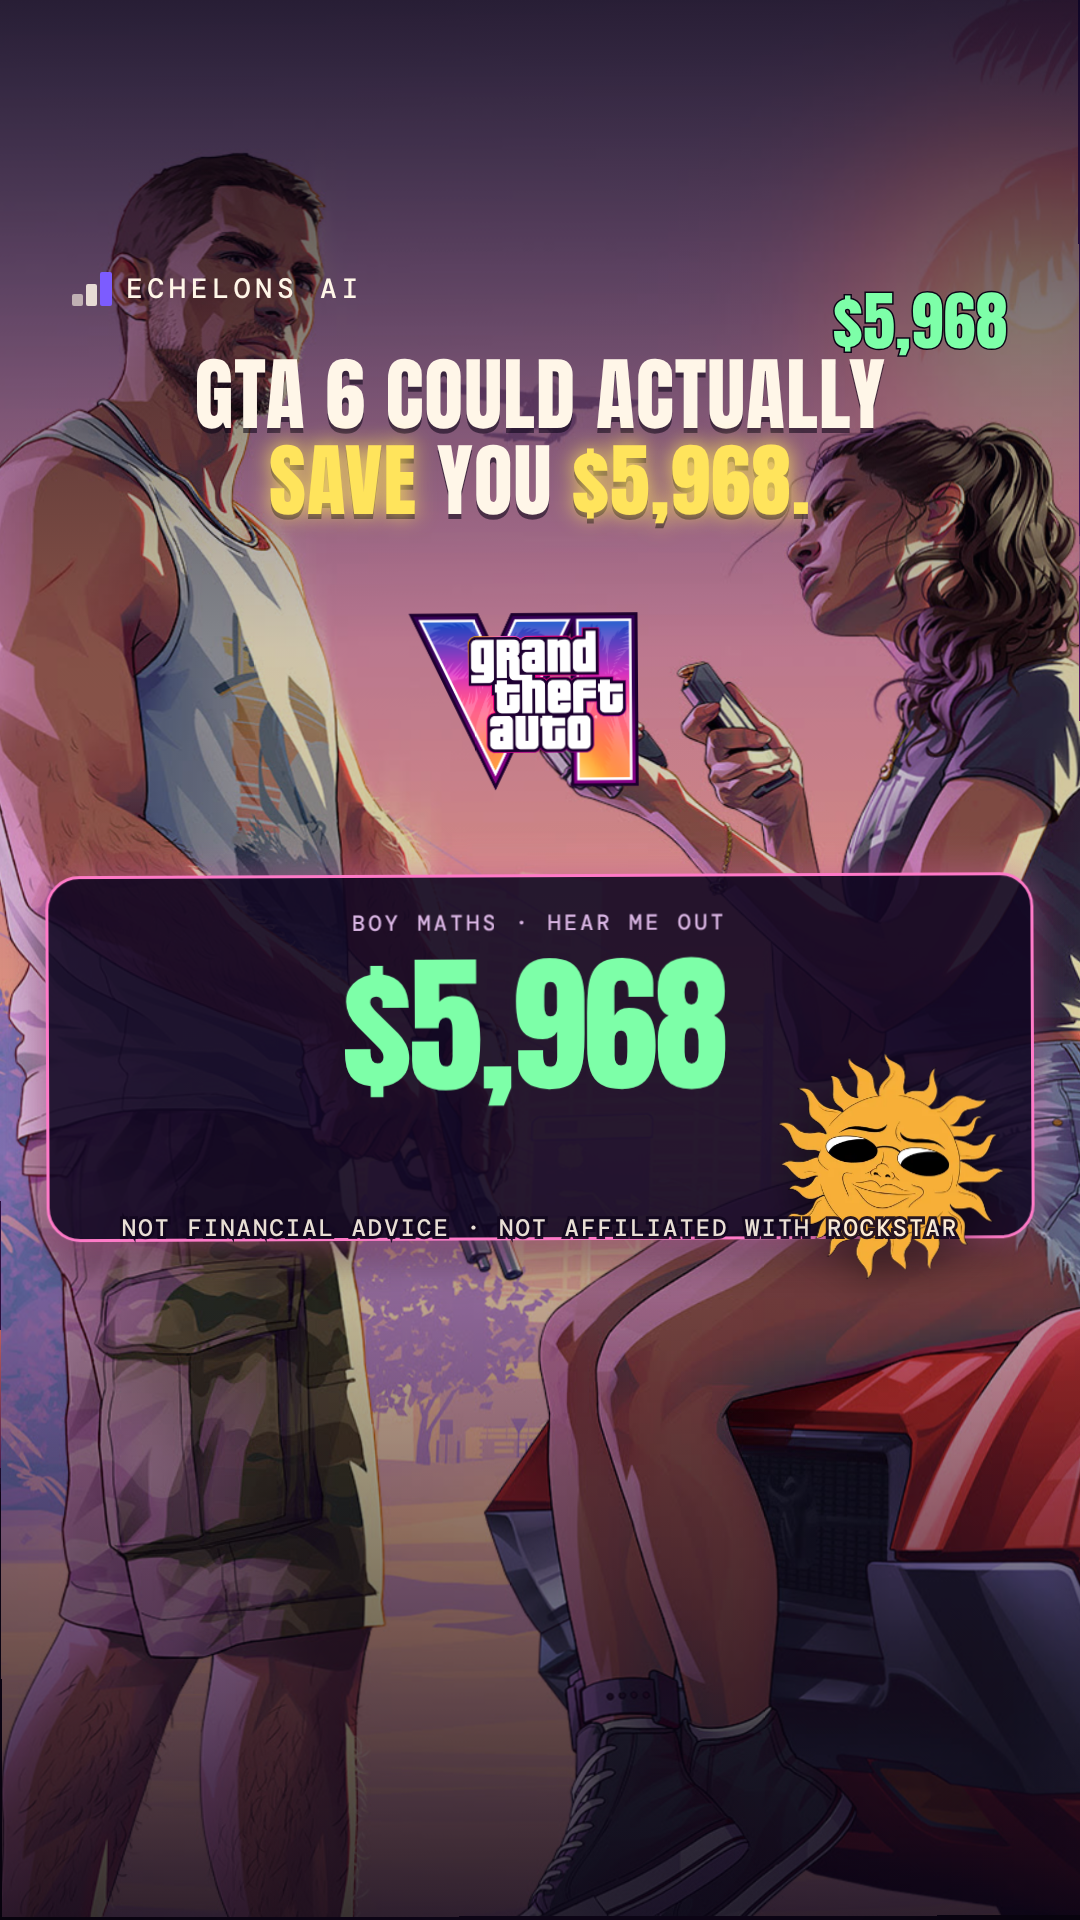 ECHELONS AI
$5,968
GTA 6 COULD ACTUALLY
SAVE YOU $5,968.
VI
grand
theft
auto
BOY MATHS · HEAR ME OUT
$5,968
NOT FINANCIAL ADVICE · NOT AFFILIATED WITH ROCKSTAR